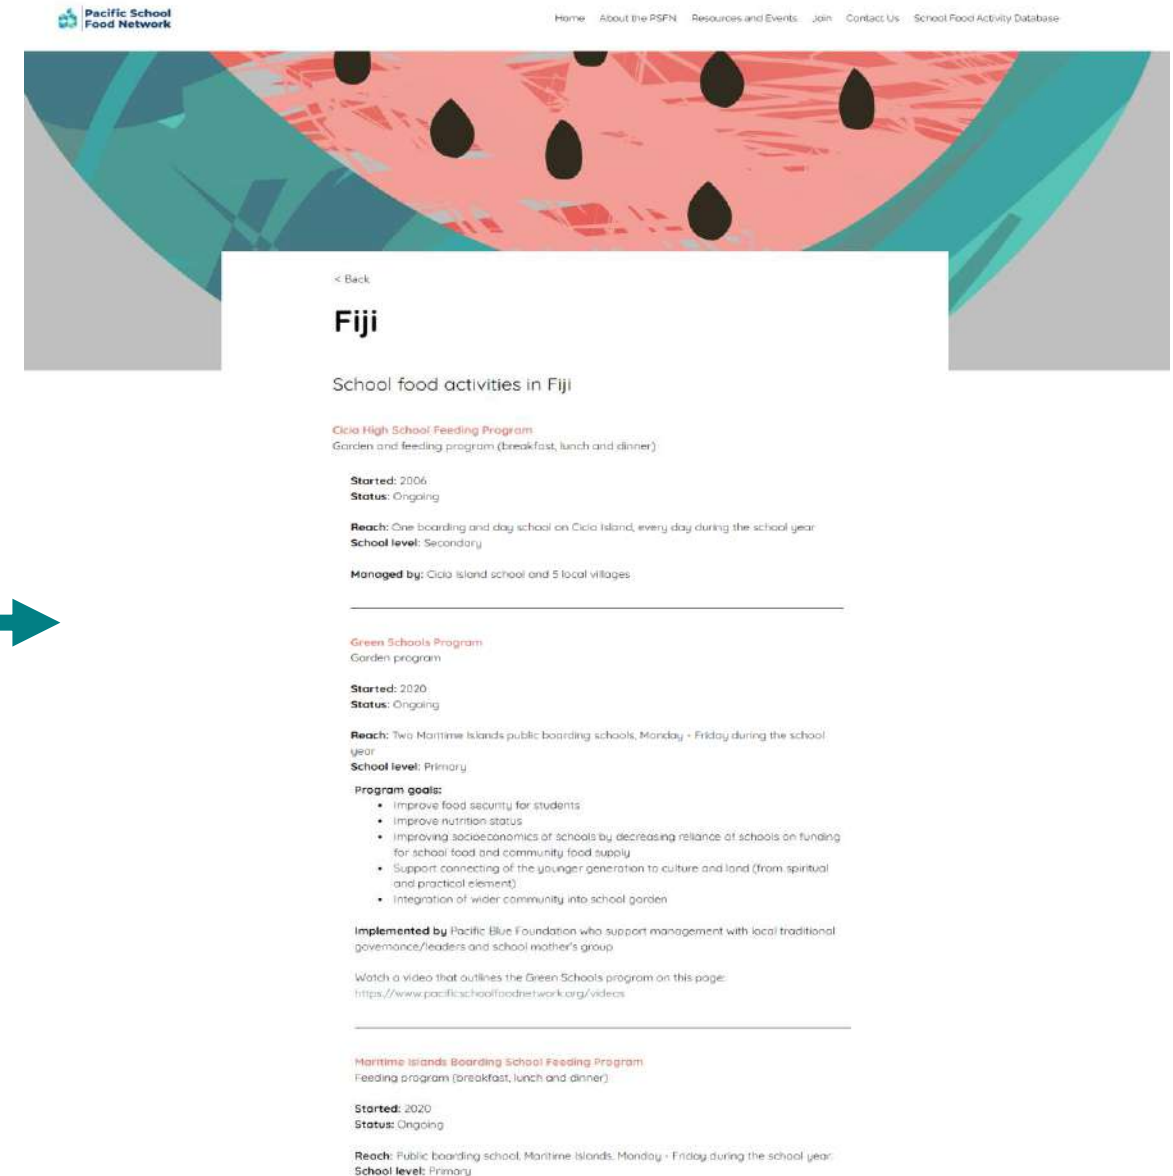 Pacific School
Food Network
Home About the PSFN Resources and Events Join Contact Us School Food Activity Database
< Back
Fiji
School food activities in Fiji
Cicia High School Feeding Program
Garden and feeding program (breakfast, lunch and dinner)
Started: 2006
Status: Ongoing
Reach: One boarding and day school on Cicia Island, every day during the school year
School level: Secondary
Managed by: Cicia Island school and 5 local villages
Green Schools Program
Garden program
Started: 2020
Status: Ongoing
Reach: Two Maritime Islands public boarding schools, Monday - Friday during the school
year
School level: Primary
Program goals:
• Improve food security for students
• Improve nutrition status
• Improving socioeconomics of schools by decreasing reliance of schools on funding
for school food and community food supply
• Support connecting of the younger generation to culture and land (from spiritual
and practical element)
• Integration of wider community into school garden
Implemented by Pacific Blue Foundation who support management with local traditional
governance/leaders and school mother's group
Watch a video that outlines the Green Schools program on this page:
https://www.pacificschoolfoodnetwork.org/videos
Maritime Islands Boarding School Feeding Program
Feeding program (breakfast, lunch and dinner)
Started: 2020
Status: Ongoing
Reach: Public boarding school, Maritime Islands. Monday - Friday during the school year.
School level: Primary